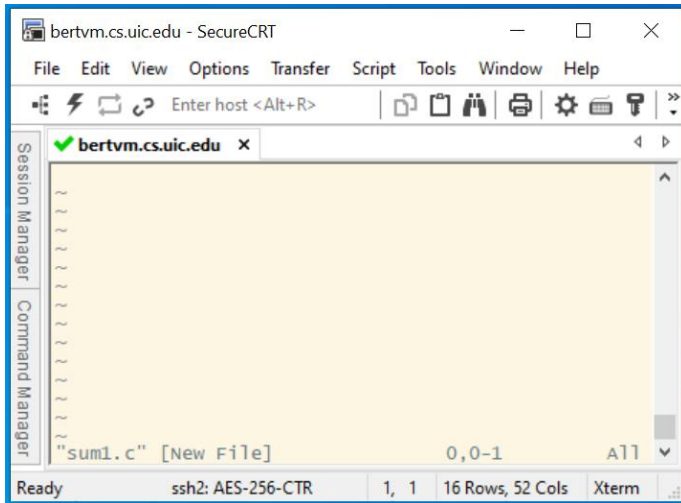 bertvm.cs.uic.edu - SecureCRT
File Edit View Options Transfer Script Tools Window Help
Enter host <Alt+R>
bertvm.cs.uic.edu
Session Manager
Command Manager
~
~
~
~
~
~
~
~
~
~
~
~
~
~
"sum1.c" [New File] 0,0-1 All
Ready ssh2: AES-256-CTR 1, 1 16 Rows, 52 Cols Xterm